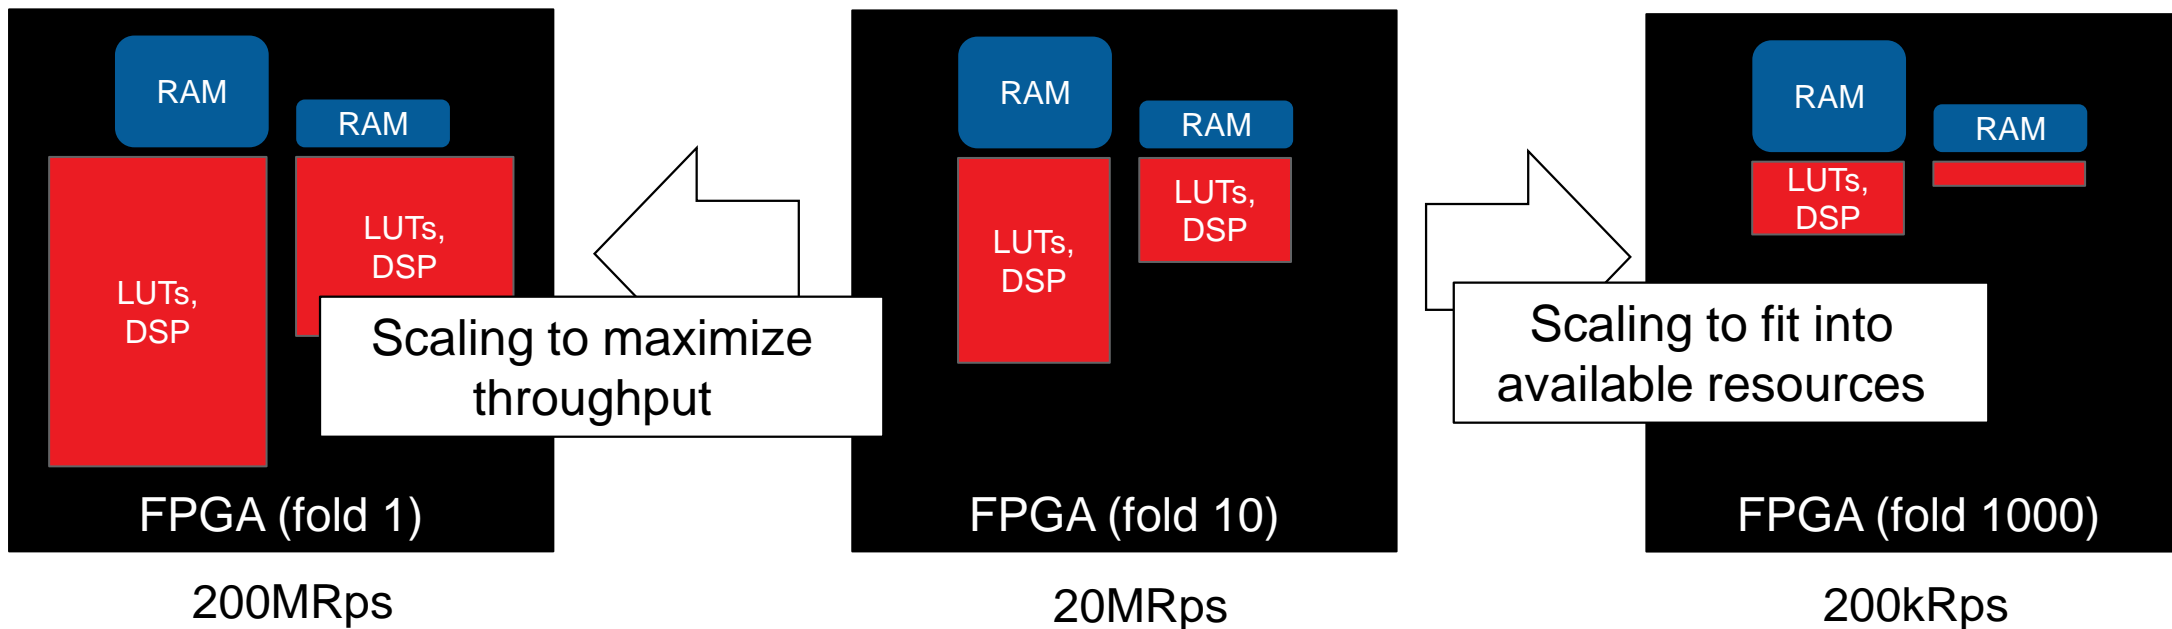 RAM
RAM
LUTs,
DSP
LUTs,
DSP
FPGA (fold 1)
200MRps
Scaling to maximize
throughput
RAM
RAM
LUTs,
DSP
LUTs,
DSP
FPGA (fold 10)
20MRps
Scaling to fit into
available resources
RAM
RAM
LUTs,
DSP
FPGA (fold 1000)
200kRps